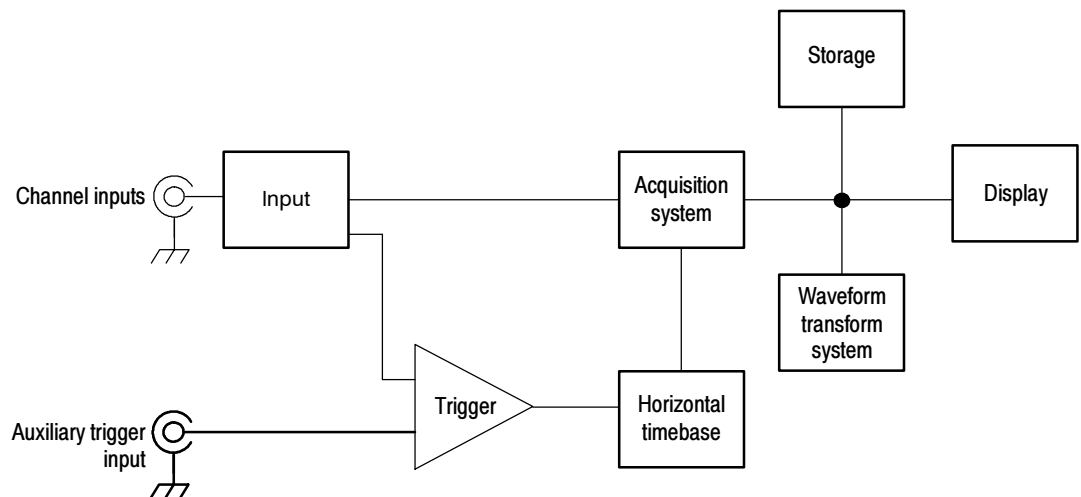 Storage
Channel inputs
Input
Acquisition
system
Display
Waveform
transform
system
Trigger
Horizontal
timebase
Auxiliary trigger
input